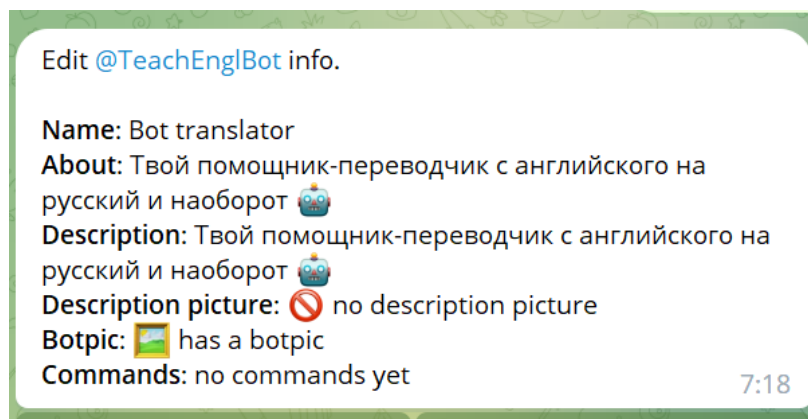 Edit @TeachEnglBot info.
Name: Bot translator
About: Твой помощник-переводчик с английского на
русский и наоборот 🤖
Description: Твой помощник-переводчик с английского на
русский и наоборот 🤖
Description picture: 🚫 no description picture
Botpic: 🖼 has a botpic
Commands: no commands yet
7:18